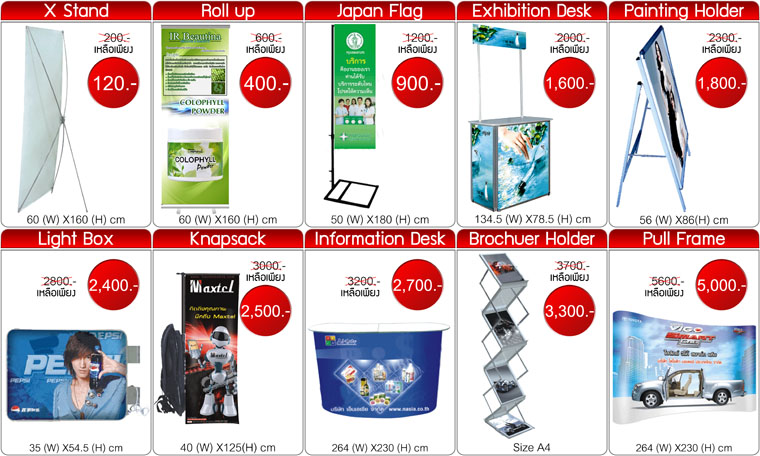 X Stand
200.-
เหลือเพียง
120.-
60 (W) X160 (H) cm
Roll up
600.-
เหลือเพียง
400.-
IR Beautina
COLOPHYLL
POWDER
COLOPHYLL
60 (W) X160 (H) cm
Japan Flag
1200.-
เหลือเพียง
900.-
บริการ
50 (W) X180 (H) cm
Exhibition Desk
2000.-
เหลือเพียง
1,600.-
134.5 (W) X78.5 (H) cm
Painting Holder
2300.-
เหลือเพียง
1,800.-
56 (W) X86(H) cm
Light Box
2800.-
เหลือเพียง
2,400.-
PEPSI
PEPSI
PEPSI
35 (W) X54.5 (H) cm
Knapsack
3000.-
เหลือเพียง
2,500.-
Maxtel
40 (W) X125(H) cm
Information Desk
3200.-
เหลือเพียง
2,700.-
www.nasia.co.th
264 (W) X230 (H) cm
Brochuer Holder
3700.-
เหลือเพียง
3,300.-
Size A4
Pull Frame
5600.-
เหลือเพียง
5,000.-
VIGO
SMART
264 (W) X230 (H) cm